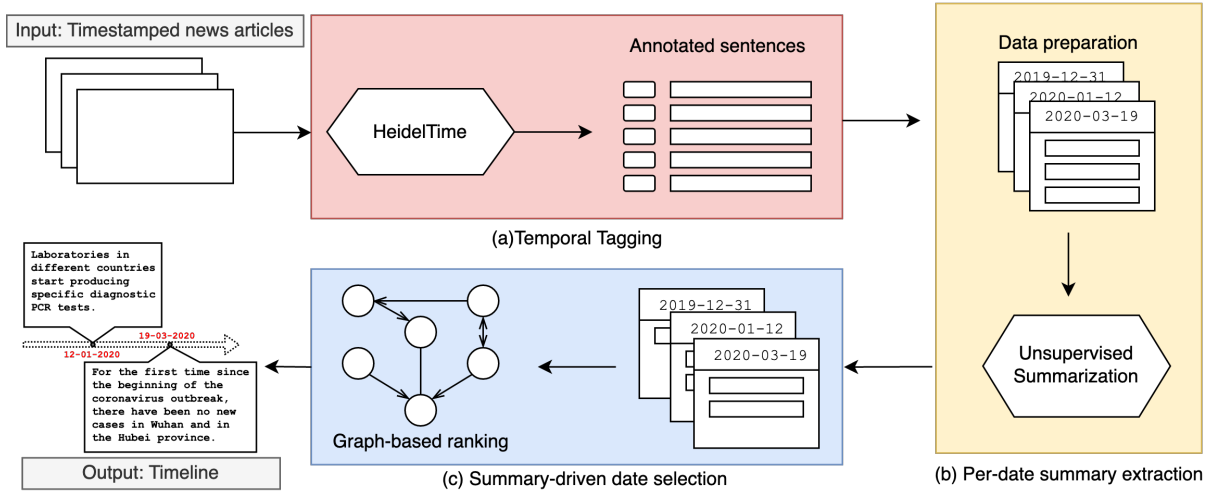 Input: Timestamped news articles
HeidelTime
Annotated sentences
(a)Temporal Tagging
Data preparation
2019-12-31
2020-01-12
2020-03-19
Unsupervised
Summarization
(b) Per-date summary extraction
2019-12-31
2020-01-12
2020-03-19
Graph-based ranking
(c) Summary-driven date selection
Laboratories in
different countries
start producing
specific diagnostic
PCR tests.
19-03-2020
12-01-2020
For the first time since
the beginning of the
coronavirus outbreak,
there have been no new
cases in Wuhan and in
the Hubei province.
Output: Timeline